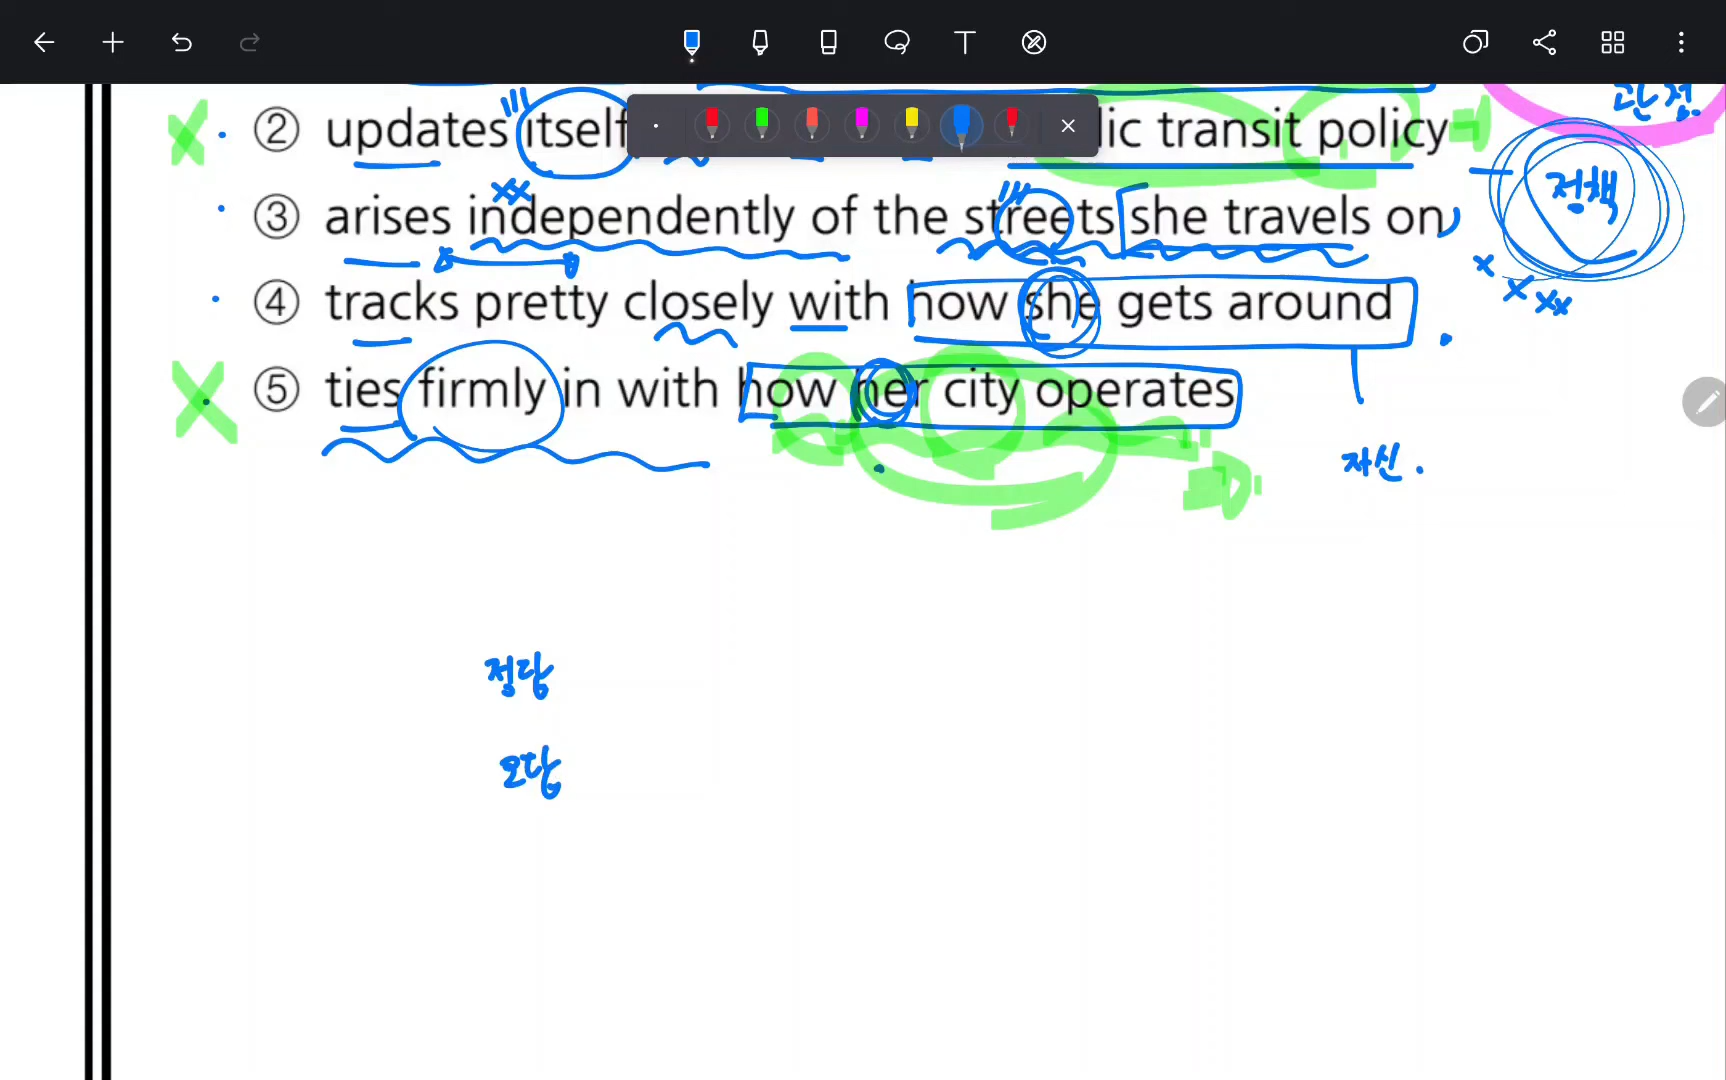 관점.
② updates itself lic transit policy
정책
③ arises independently of the streets she travels on
④ tracks pretty closely with how she gets around
⑤ ties firmly in with how her city operates
자신.
정답
오답